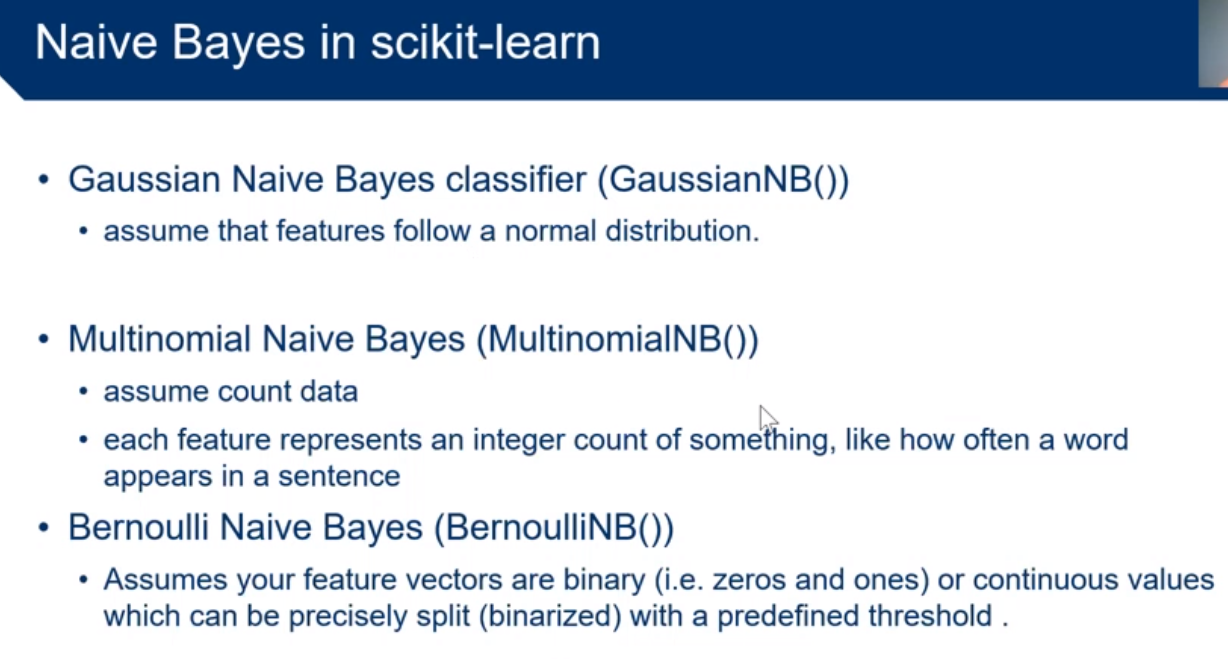 Naive Bayes in scikit-learn
• Gaussian Naive Bayes classifier (GaussianNB())
• assume that features follow a normal distribution.
• Multinomial Naive Bayes (MultinomialNB())
• assume count data
• each feature represents an integer count of something, like how often a word
appears in a sentence
• Bernoulli Naive Bayes (BernoulliNB())
• Assumes your feature vectors are binary (i.e. zeros and ones) or continuous values
which can be precisely split (binarized) with a predefined threshold .